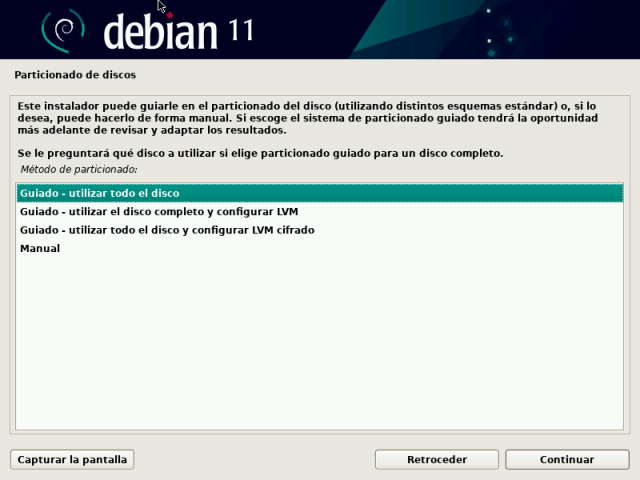 debian 11
Particionado de discos
Este instalador puede guiarle en el particionado del disco (utilizando distintos esquemas estándar) o, si lo
desea, puede hacerlo de forma manual. Si escoge el sistema de particionado guiado tendrá la oportunidad
más adelante de revisar y adaptar los resultados.
Se le preguntará qué disco a utilizar si elige particionado guiado para un disco completo.
Método de particionado:
Guiado - utilizar todo el disco
Guiado - utilizar el disco completo y configurar LVM
Guiado - utilizar todo el disco y configurar LVM cifrado
Manual
Capturar la pantalla
Retroceder
Continuar